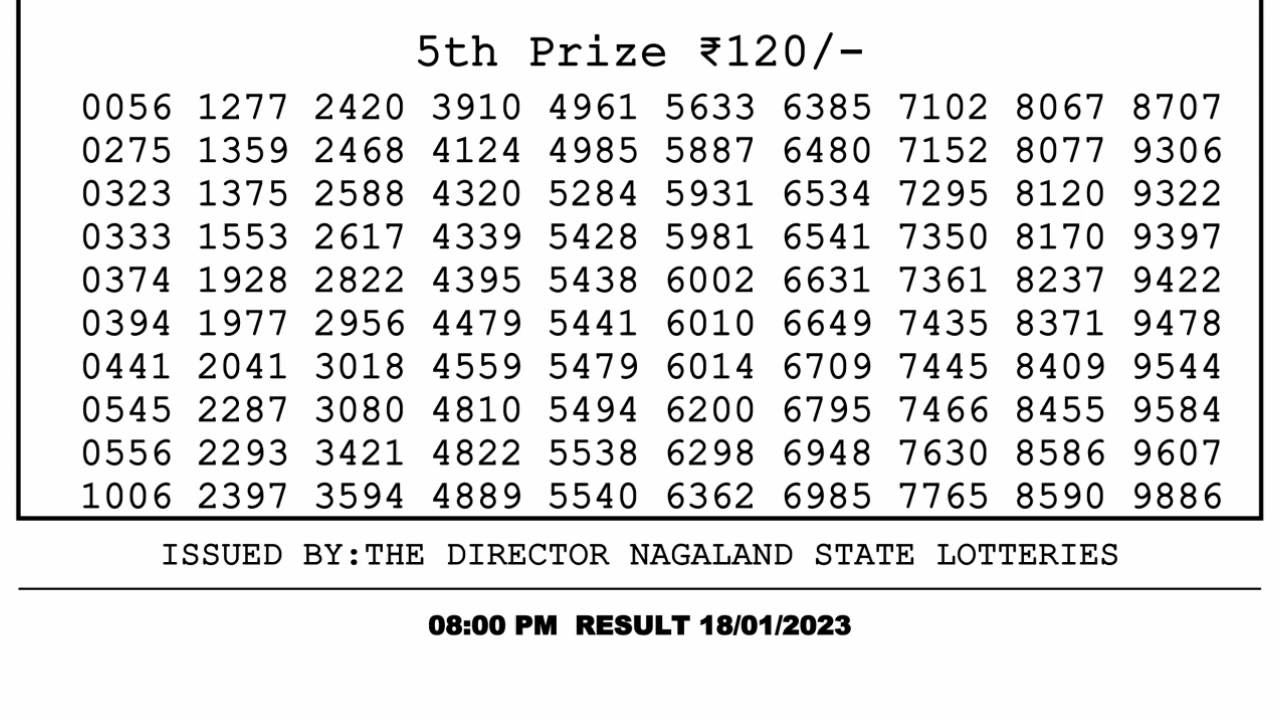 5th Prize ₹120/-
0056 1277 2420 3910 4961 5633 6385 7102 8067 8707
0275 1359 2468 4124 4985 5887 6480 7152 8077 9306
0323 1375 2588 4320 5284 5931 6534 7295 8120 9322
0333 1553 2617 4339 5428 5981 6541 7350 8170 9397
0374 1928 2822 4395 5438 6002 6631 7361 8237 9422
0394 1977 2956 4479 5441 6010 6649 7435 8371 9478
0441 2041 3018 4559 5479 6014 6709 7445 8409 9544
0545 2287 3080 4810 5494 6200 6795 7466 8455 9584
0556 2293 3421 4822 5538 6298 6948 7630 8586 9607
1006 2397 3594 4889 5540 6362 6985 7765 8590 9886
ISSUED BY:THE DIRECTOR NAGALAND STATE LOTTERIES
08:00 PM RESULT 18/01/2023